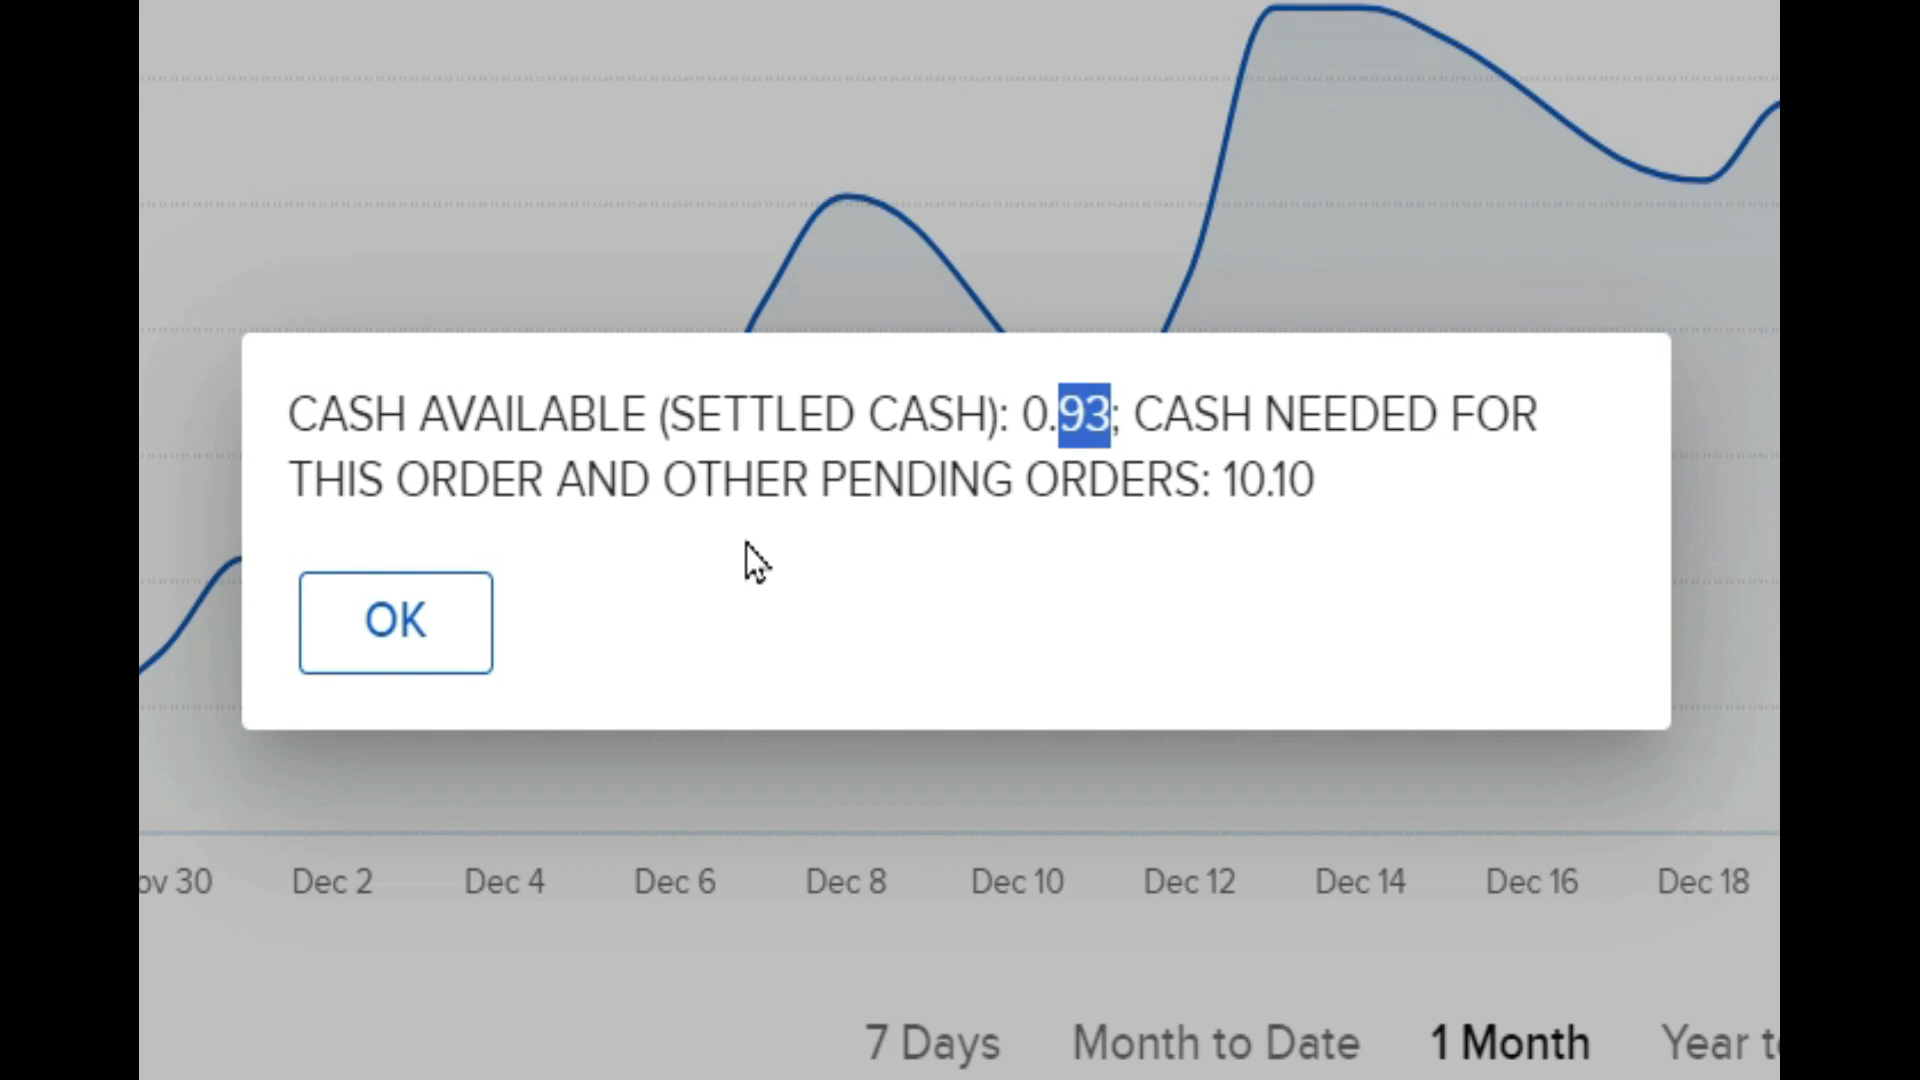 CASH AVAILABLE (SETTLED CASH): 0.93; CASH NEEDED FOR
THIS ORDER AND OTHER PENDING ORDERS: 10.10
OK
ov 30 Dec 2 Dec 4 Dec 6 Dec 8 Dec 10 Dec 12 Dec 14 Dec 16 Dec 18
7 Days Month to Date 1 Month Year t